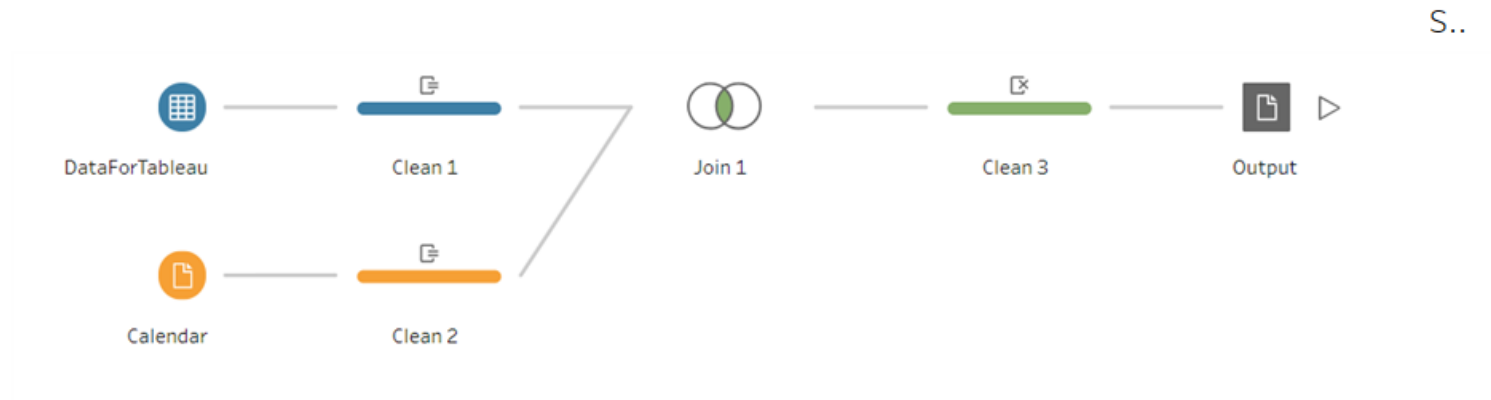 S..
DataForTableau
Clean 1
Join 1
Clean 3
Output
Calendar
Clean 2